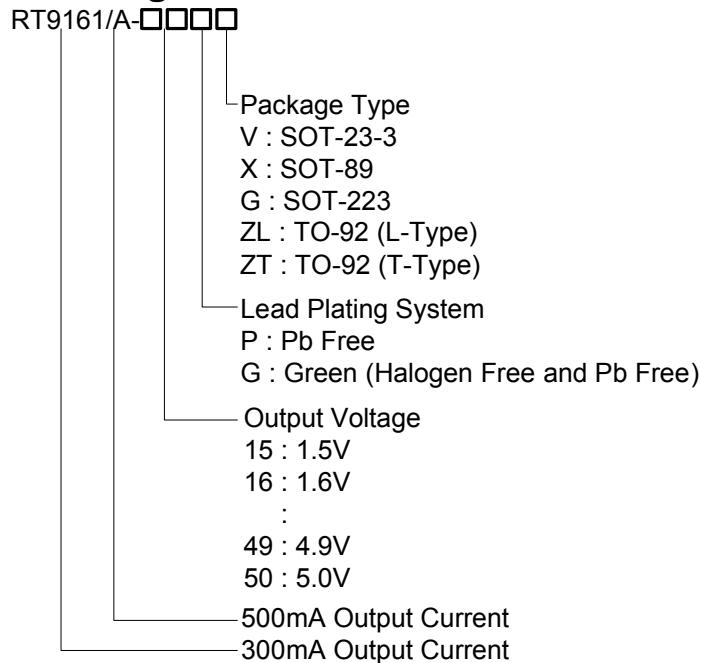 RT9161/A-□□□□
Package Type
V : SOT-23-3
X : SOT-89
G : SOT-223
ZL : TO-92 (L-Type)
ZT : TO-92 (T-Type)
Lead Plating System
P : Pb Free
G : Green (Halogen Free and Pb Free)
Output Voltage
15 : 1.5V
16 : 1.6V
:
49 : 4.9V
50 : 5.0V
500mA Output Current
300mA Output Current